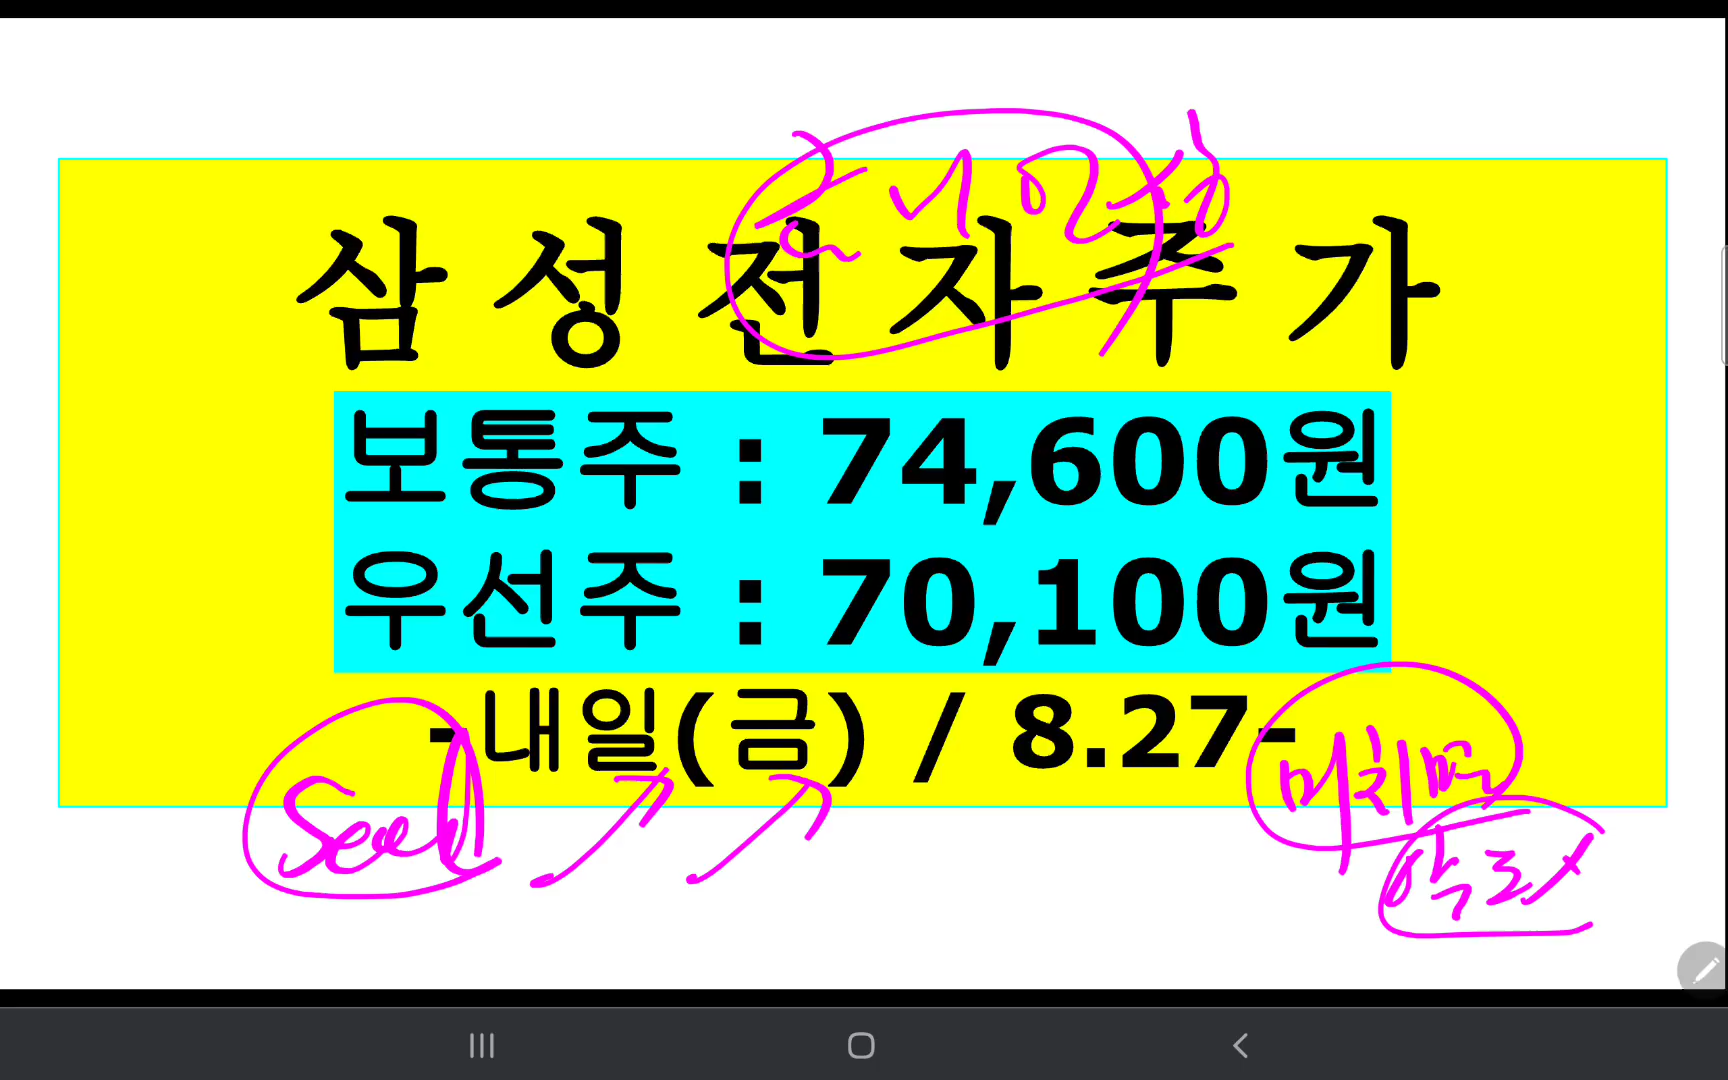 삼성전자주가
보통주 : 74,600원
우선주 : 70,100원
-내일(금) / 8.27-
Seed